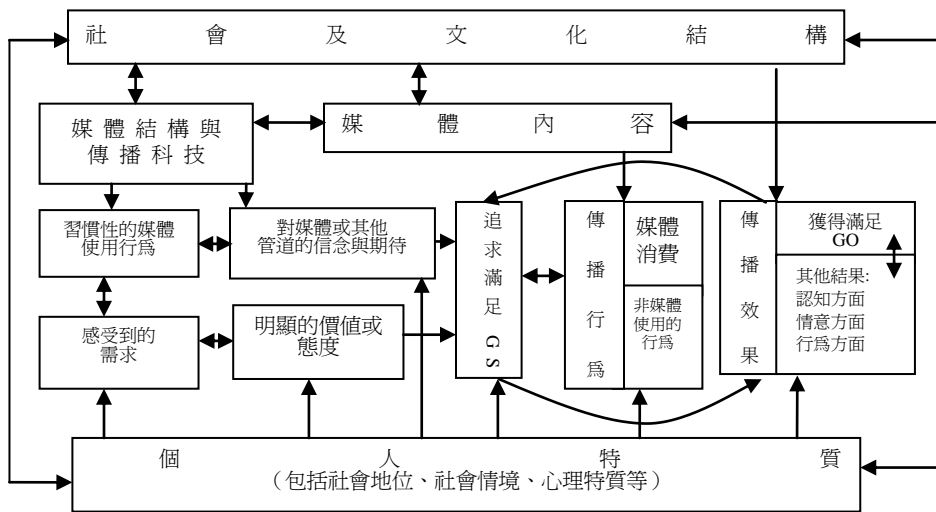 社會及文化結構
媒體結構與
傳播科技
媒體內容
習慣性的媒體
使用行為
對媒體或其他
管道的信念與期待
追求滿足 GS
傳播行為
媒體
消費
非媒體
使用的
行為
傳播效果
獲得滿足
GO
其他結果:
認知方面
情意方面
行為方面
感受到的
需求
明顯的價值或
態度
個人特質
（包括社會地位、社會情境、心理特質等）